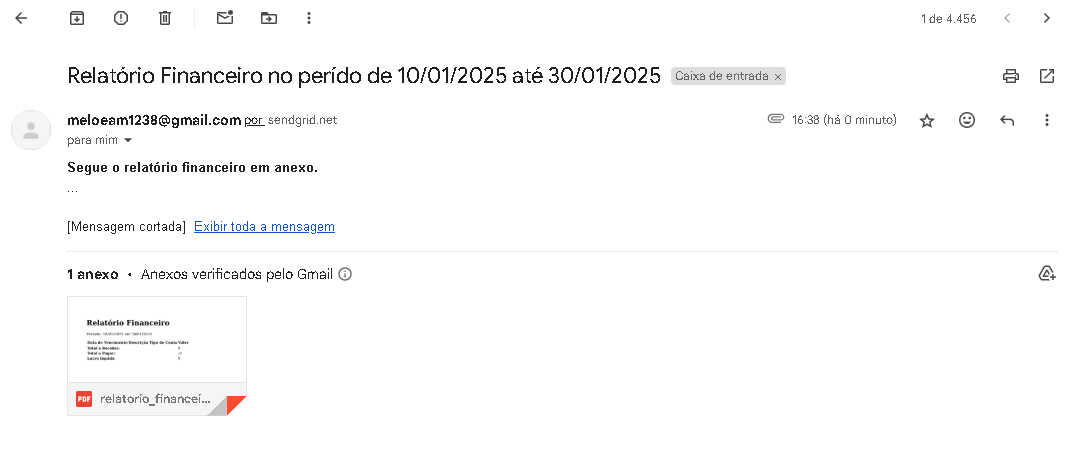 1 de 4.456
Relatório Financeiro no perído de 10/01/2025 até 30/01/2025 Caixa de entrada ×
meloeam1238@gmail.com por sendgrid.net 16:38 (há 0 minuto)
para mim
Segue o relatório financeiro em anexo.
...
[Mensagem cortada] Exibir toda a mensagem
1 anexo • Anexos verificados pelo Gmail
Relatório Financeiro
Período: 10/01/2025 até 30/01/2025
Data de Vencimento Descrição Tipo de Conta Valor
Total a Receber: 0
Total a Pagar: 0
Lucro líquido: 0
PDF relatorio_financei...